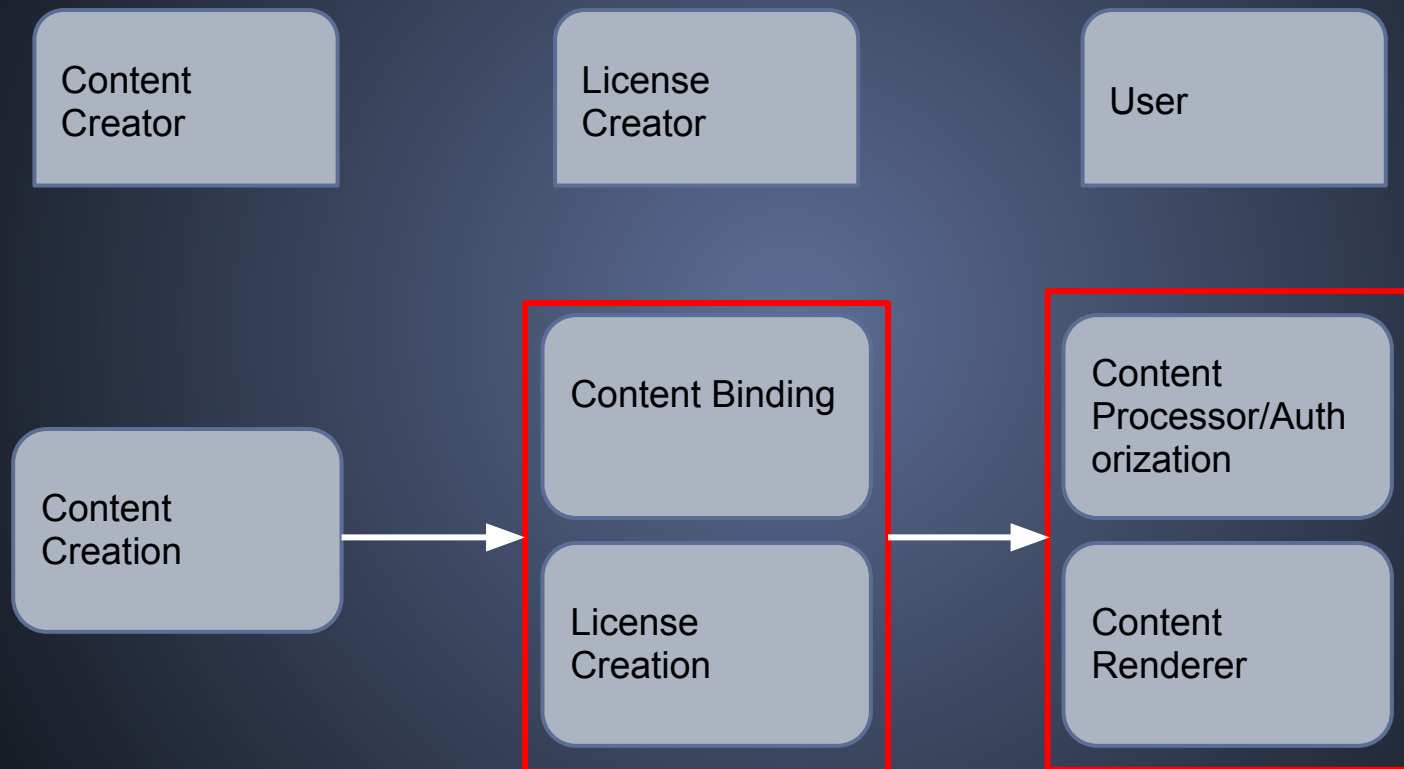 Content
Creator
License
Creator
User
Content
Creation
Content Binding
License
Creation
Content
Processor/Auth
orization
Content
Renderer